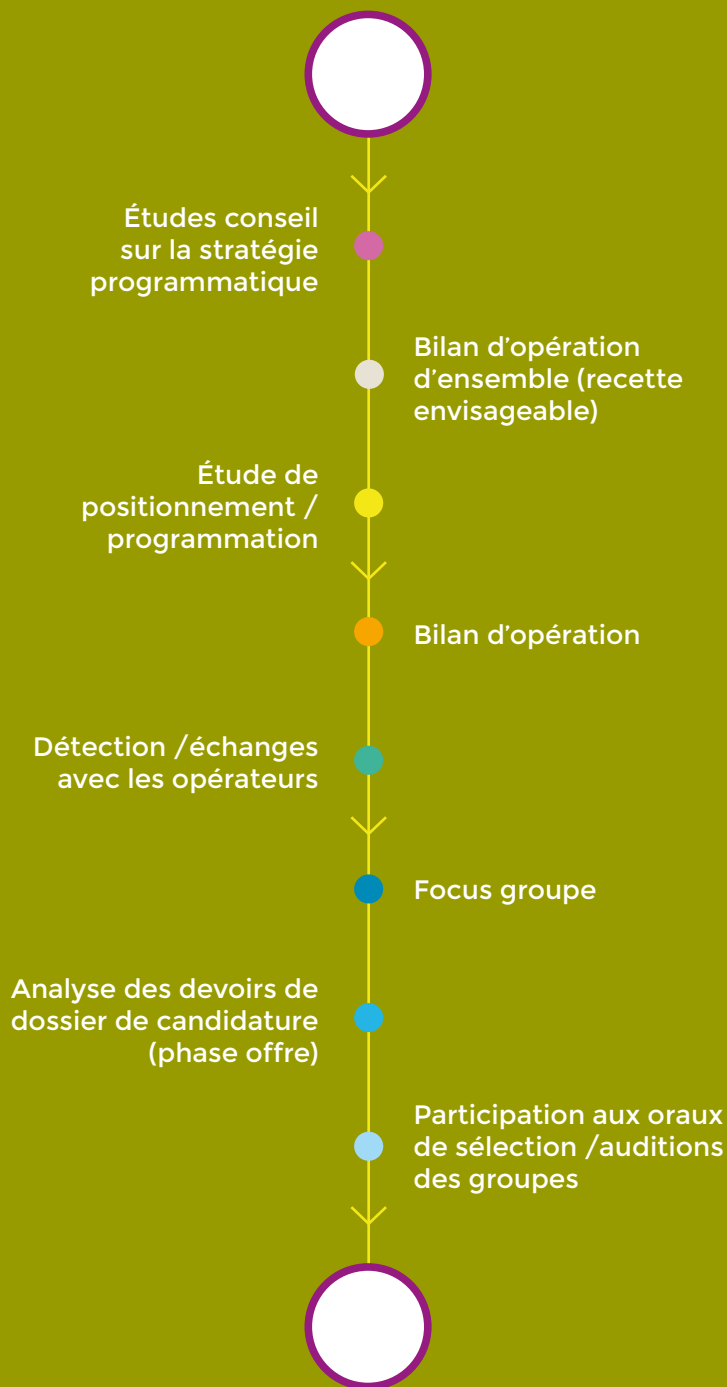 Études conseil
sur la stratégie
programmatique
Bilan d’opération
d’ensemble (recette
envisageable)
Étude de
positionnement /
programmation
Bilan d’opération
Détection /échanges
avec les opérateurs
Focus groupe
Analyse des devoirs de
dossier de candidature
(phase offre)
Participation aux oraux
de sélection /auditions
des groupes